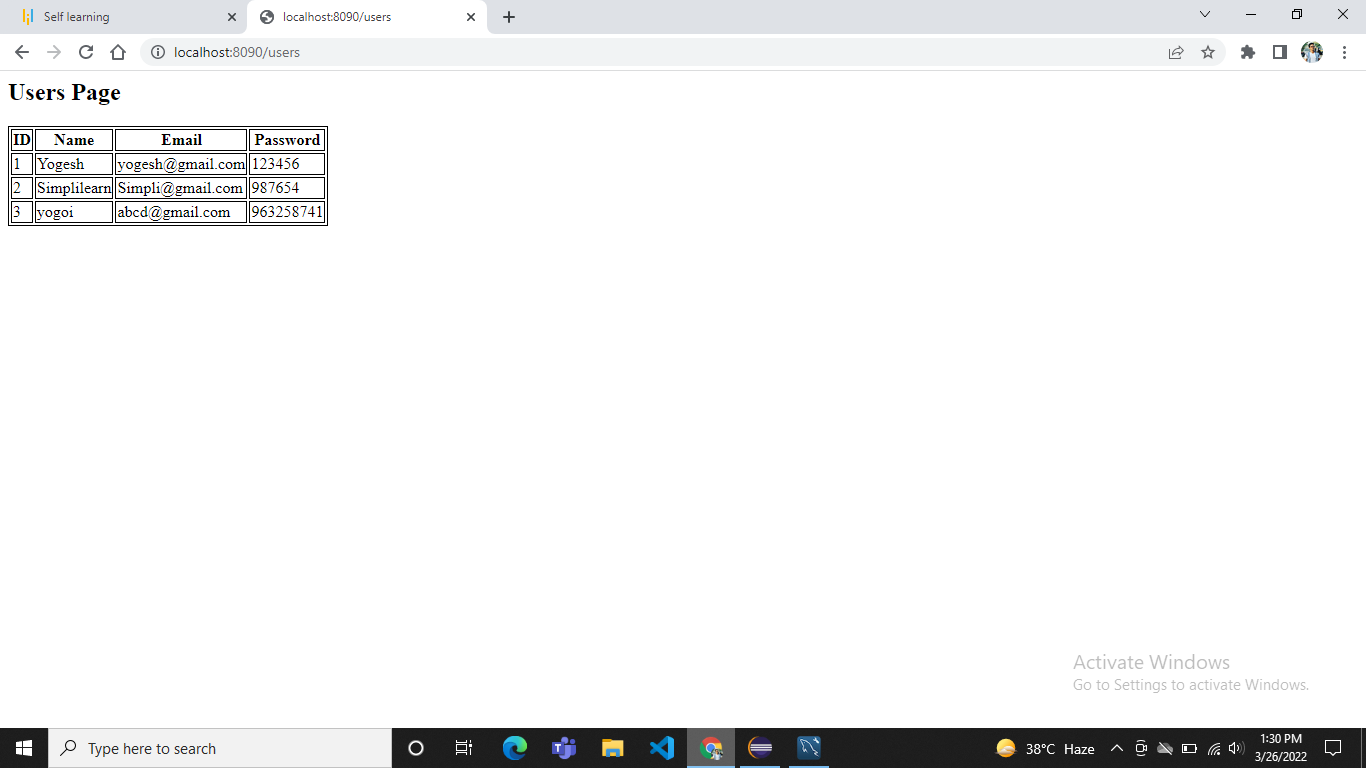 Self learning
localhost:8090/users
localhost:8090/users
Users Page
ID Name Email Password
1 Yogesh yogesh@gmail.com 123456
2 Simplilearn Simpli@gmail.com 987654
3 yogoi abcd@gmail.com 963258741
Activate Windows
Go to Settings to activate Windows.
Type here to search
38°C Haze
1:30 PM
3/26/2022